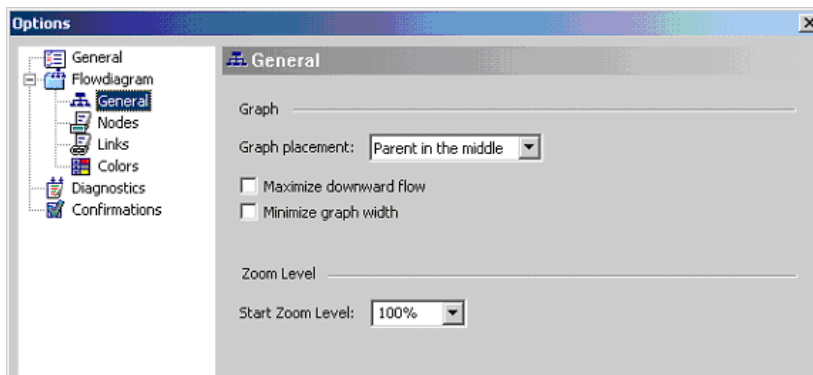 Options
General
Flowdiagram
General
Nodes
Links
Colors
Diagnostics
Confirmations
General
Graph
Graph placement: Parent in the middle
Maximize downward flow
Minimize graph width
Zoom Level
Start Zoom Level: 100%